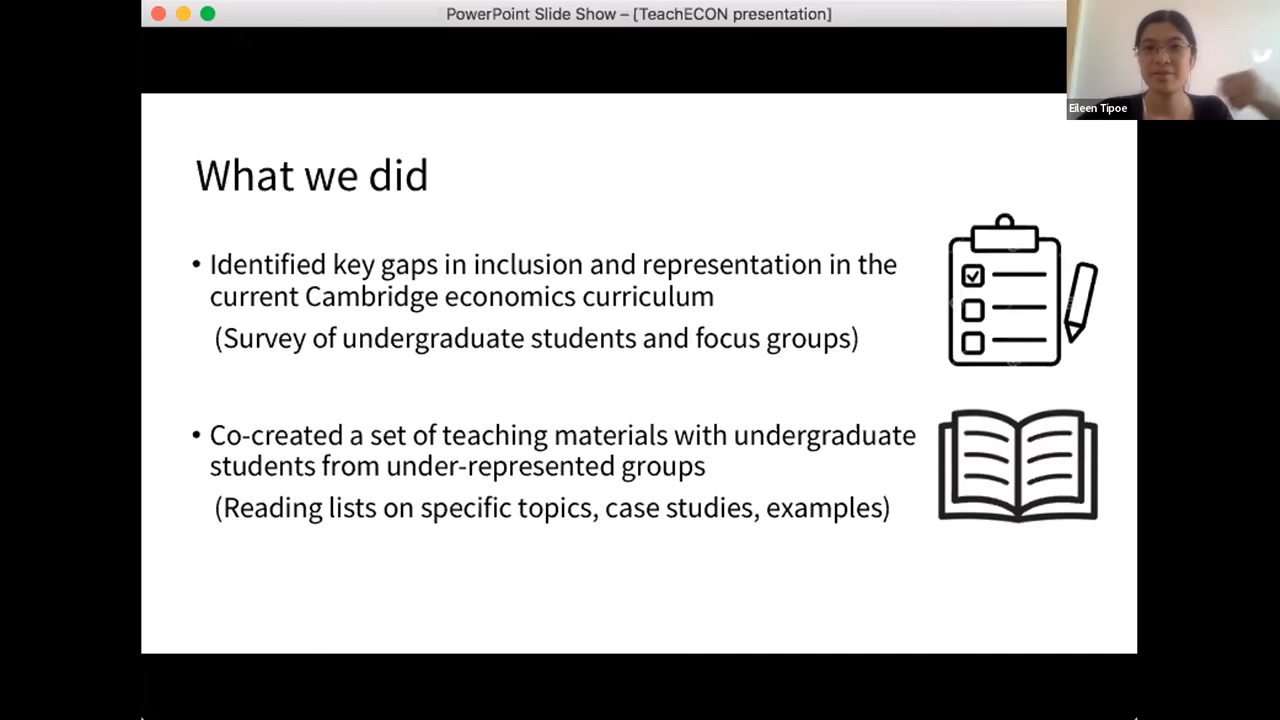 PowerPoint Slide Show – [TeachECON presentation]
Eileen Tipoe
What we did
• Identified key gaps in inclusion and representation in the
current Cambridge economics curriculum
(Survey of undergraduate students and focus groups)
• Co-created a set of teaching materials with undergraduate
students from under-represented groups
(Reading lists on specific topics, case studies, examples)